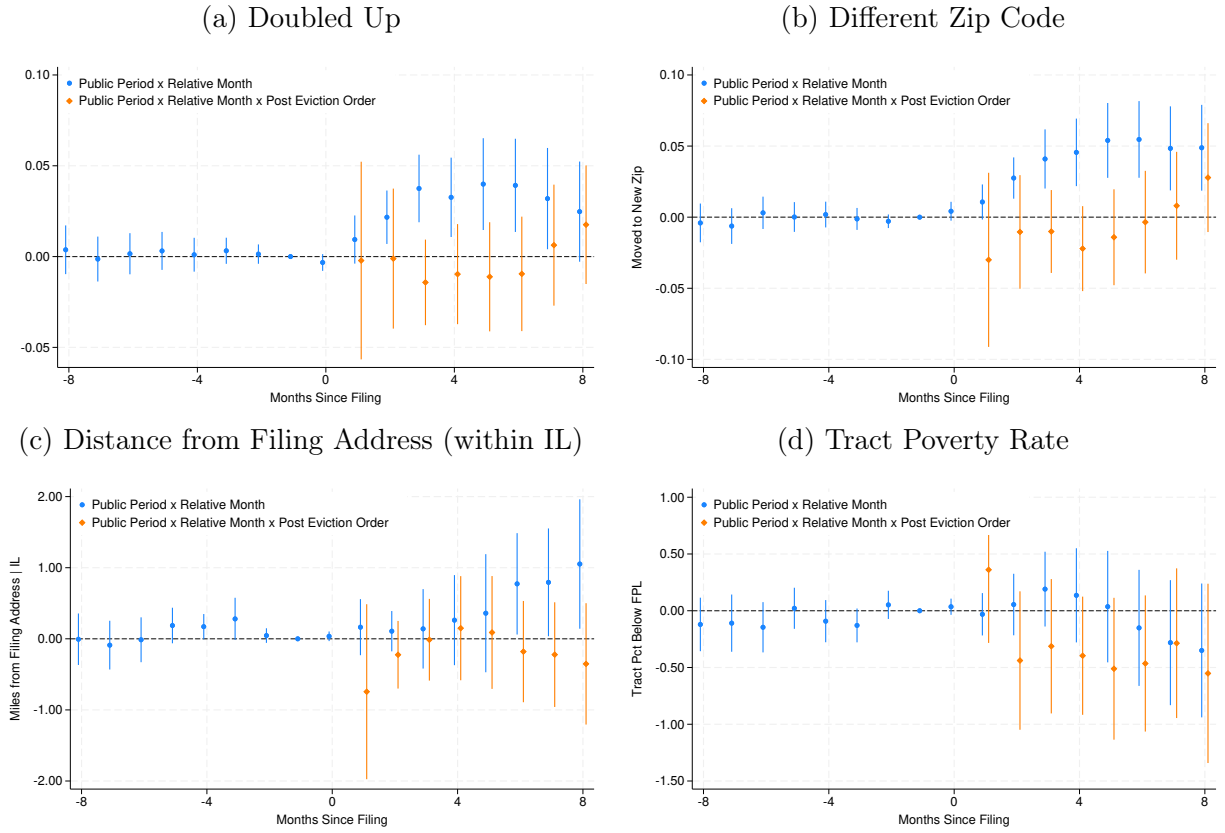 (a) Doubled Up
0.10
0.05
0.00
-0.05
Public Period x Relative Month
Public Period x Relative Month x Post Eviction Order
-8
-4
0
4
8
Months Since Filing
(b) Different Zip Code
Moved to New Zip
0.10
0.05
0.00
-0.05
-0.10
Public Period x Relative Month
Public Period x Relative Month x Post Eviction Order
-8
-4
0
4
8
Months Since Filing
(c) Distance from Filing Address (within IL)
Miles from Filing Address | IL
2.00
1.00
0.00
-1.00
-2.00
Public Period x Relative Month
Public Period x Relative Month x Post Eviction Order
-8
-4
0
4
8
Months Since Filing
(d) Tract Poverty Rate
Tract Pct Below FPL
1.00
0.50
0.00
-0.50
-1.00
-1.50
Public Period x Relative Month
Public Period x Relative Month x Post Eviction Order
-8
-4
0
4
8
Months Since Filing